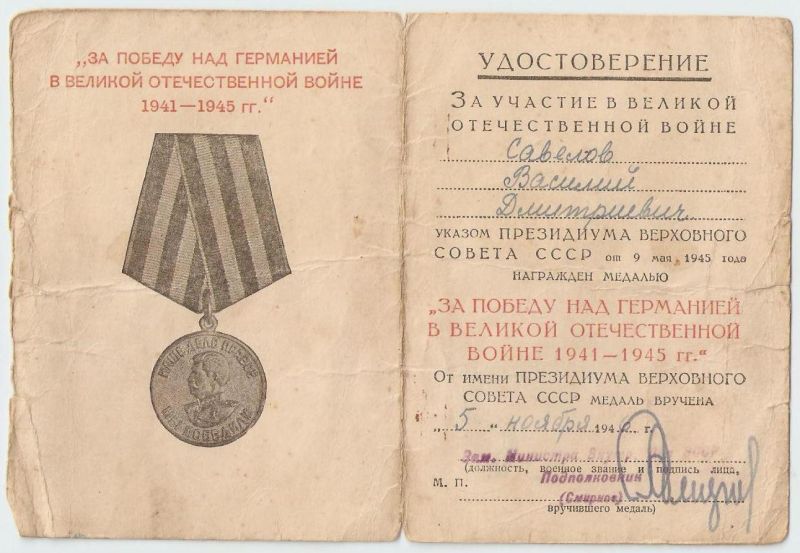 „ЗА ПОБЕДУ НАД ГЕРМАНИЕЙ
В ВЕЛИКОЙ ОТЕЧЕСТВЕННОЙ ВОЙНЕ
1941—1945 гг.“
НАШЕ ДЕЛО ПРАВОЕ
МЫ ПОБЕДИЛИ
УДОСТОВЕРЕНИЕ
ЗА УЧАСТИЕ В ВЕЛИКОЙ
ОТЕЧЕСТВЕННОЙ ВОЙНЕ
Савелов
Василий
Дмитриевич
УКАЗОМ ПРЕЗИДИУМА ВЕРХОВНОГО
СОВЕТА СССР от 9 мая 1945 года
НАГРАЖДЕН МЕДАЛЬЮ
„ЗА ПОБЕДУ НАД ГЕРМАНИЕЙ
В ВЕЛИКОЙ ОТЕЧЕСТВЕННОЙ
ВОЙНЕ 1941—1945 гг.“
От имени ПРЕЗИДИУМА ВЕРХОВНОГО
СОВЕТА СССР МЕДАЛЬ ВРУЧЕНА
„5“ ноября 1946 г.
Зам. Министра
(должность, военное звание и подпись лица,
М. П. Подполковник
(Смирнов)
вручившего медаль)